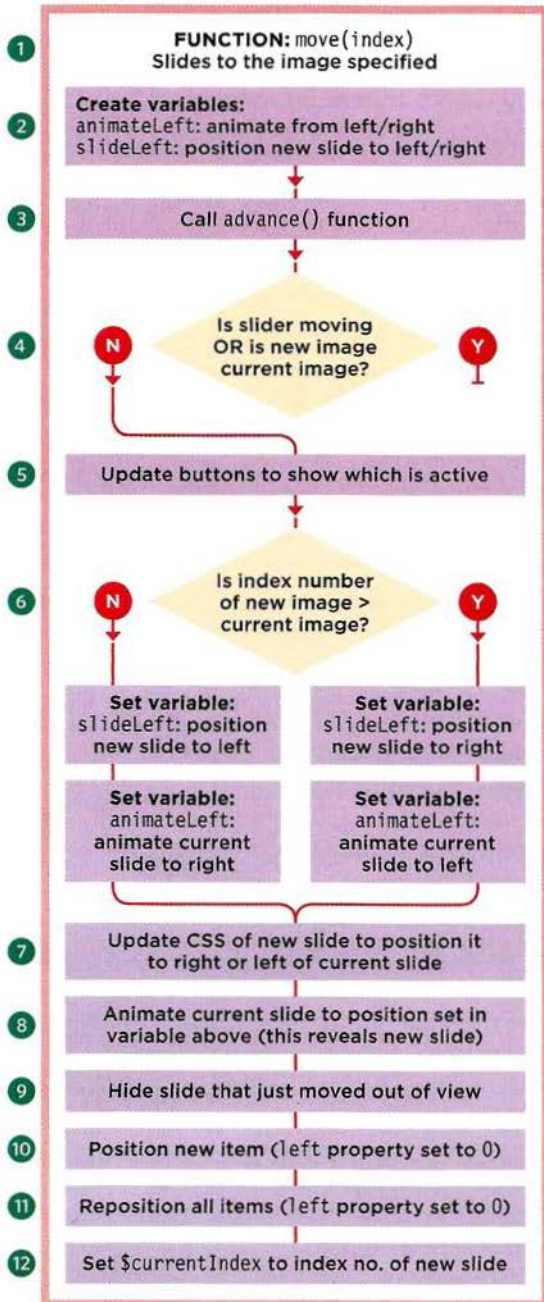 1
FUNCTION: move(index)
Slides to the image specified
2
Create variables:
animateLeft: animate from left/right
slideLeft: position new slide to left/right
3
Call advance() function
4
N
Is slider moving
OR is new image
current image?
Y
5
Update buttons to show which is active
6
N
Is index number
of new image >
current image?
Y
Set variable:
slideLeft: position
new slide to left
Set variable:
slideLeft: position
new slide to right
Set variable:
animateLeft:
animate current
slide to right
Set variable:
animateLeft:
animate current
slide to left
7
Update CSS of new slide to position it
to right or left of current slide
8
Animate current slide to position set in
variable above (this reveals new slide)
9
Hide slide that just moved out of view
10
Position new item (left property set to 0)
11
Reposition all items (left property set to 0)
12
Set $currentIndex to index no. of new slide